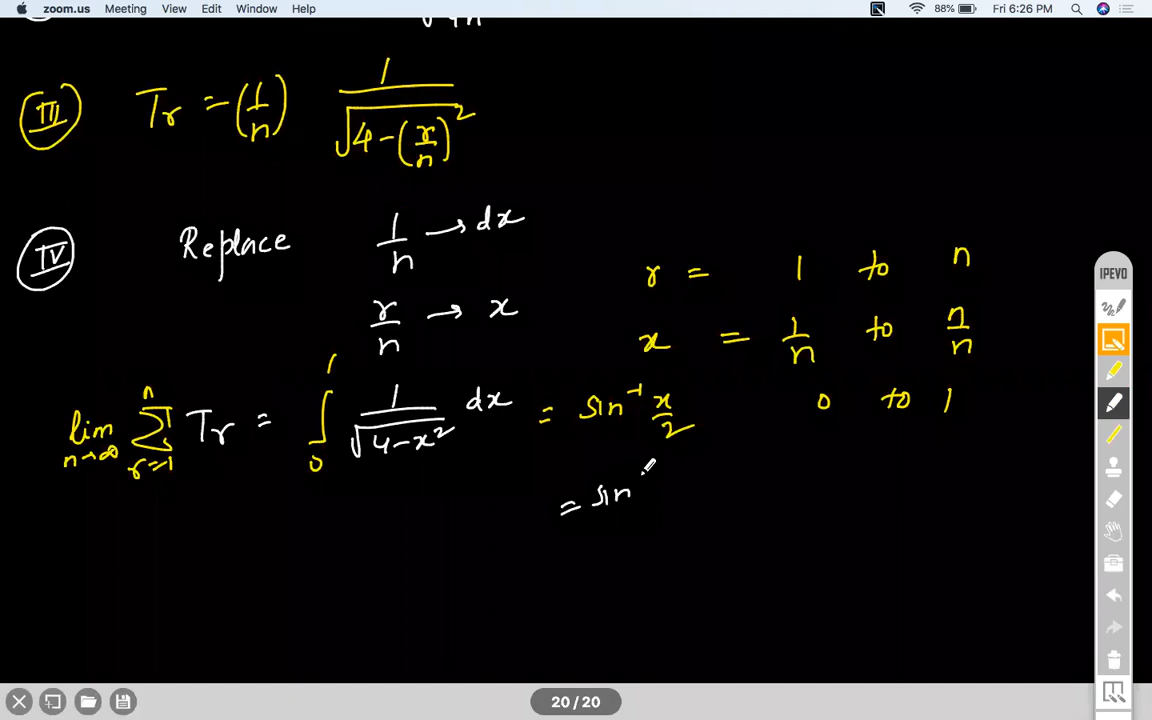 zoom.us Meeting View Edit Window Help 88% Fri 6:26 PM
√4n
III Tr = (1/n) 1/√(4-(r/n)²)
IV Replace 1/n → dx
r/n → x
r = 1 to n
x = 1/n to n/n
0 to 1
lim n→∞ Σ r=1 n Tr = ∫ 0 1 1/√(4-x²) dx = sin⁻¹ x/2
= sin
IPEVO
20/20